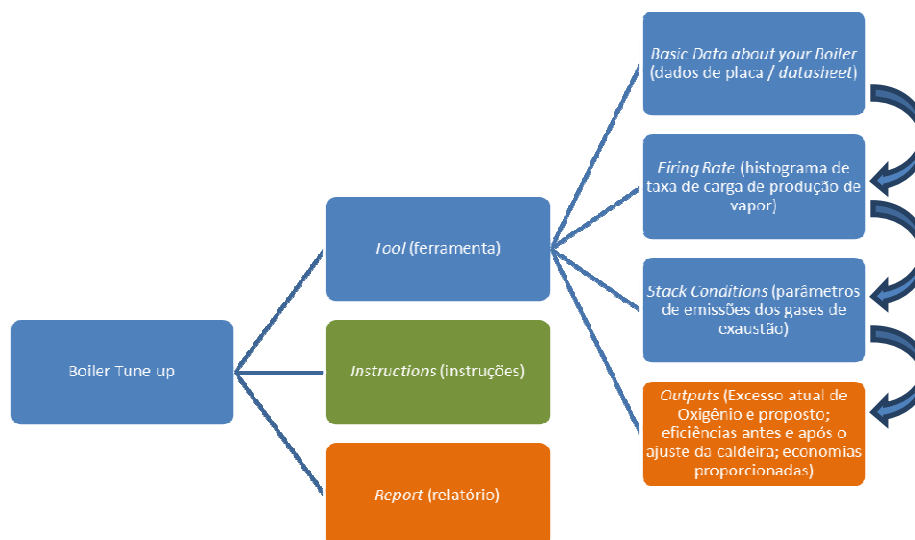 Boiler Tune up
Tool (ferramenta)
Instructions (instruções)
Report (relatório)
Basic Data about your Boiler
(dados de placa / datasheet)
Firing Rate (histograma de
taxa de carga de produção de
vapor)
Stack Conditions (parâmetros
de emissões dos gases de
exaustão)
Outputs (Excesso atual de
Oxigênio e proposto;
eficiências antes e após o
ajuste da caldeira; economias
proporcionadas)